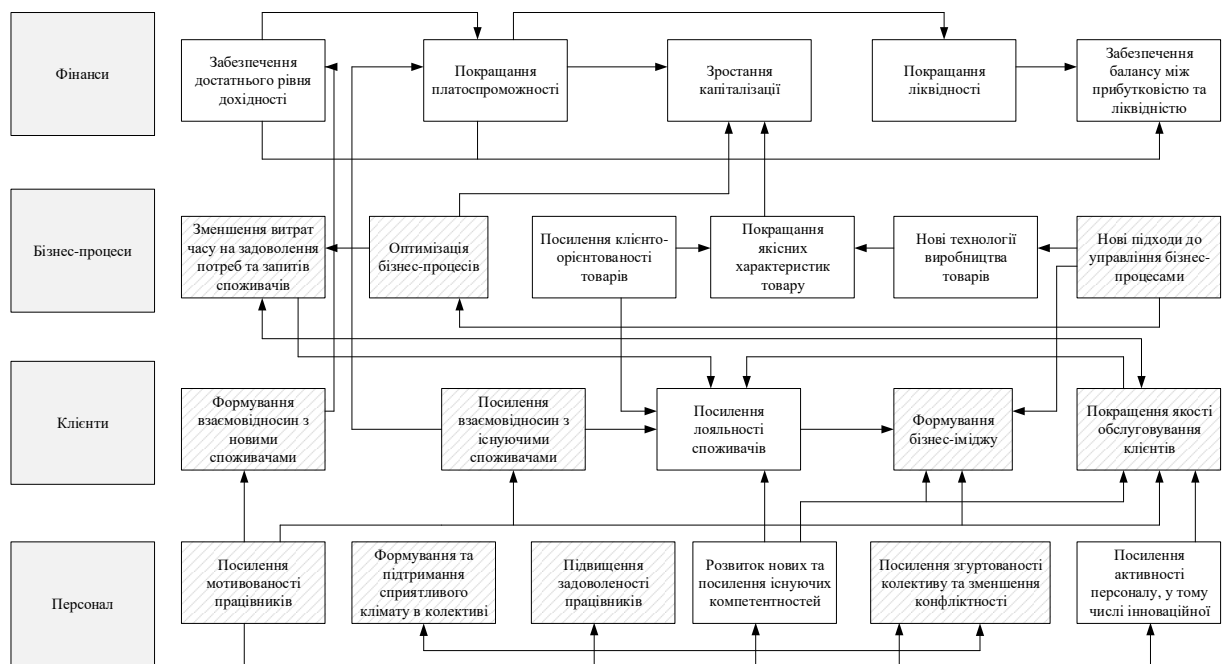 Фінанси
Забезпечення
достатнього рівня
дохідності
Покращання
платоспроможності
Зростання
капіталізації
Покращання
ліквідності
Забезпечення
балансу між
прибутковістю та
ліквідністю
Бізнес-процеси
Зменшення витрат
часу на задоволення
потреб та запитів
споживачів
Оптимізація
бізнес-процесів
Посилення клієнто-
орієнтованості
товарів
Покращання
якісних
характеристик
товару
Нові технології
виробництва
товарів
Нові підходи до
управління бізнес-
процесами
Клієнти
Формування
взаємовідносин з
новими
споживачами
Посилення
взаємовідносин з
існуючими
споживачами
Посилення
лояльності
споживачів
Формування
бізнес-іміджу
Покращення якості
обслуговування
клієнтів
Персонал
Посилення
мотивованості
працівників
Формування та
підтримання
сприятливого
клімату в колективі
Підвищення
задоволеності
працівників
Розвиток нових та
посилення існуючих
компетентностей
Посилення згуртованості
колективу та зменшення
конфліктності
Посилення
активності
персоналу, у тому
числі інноваційної